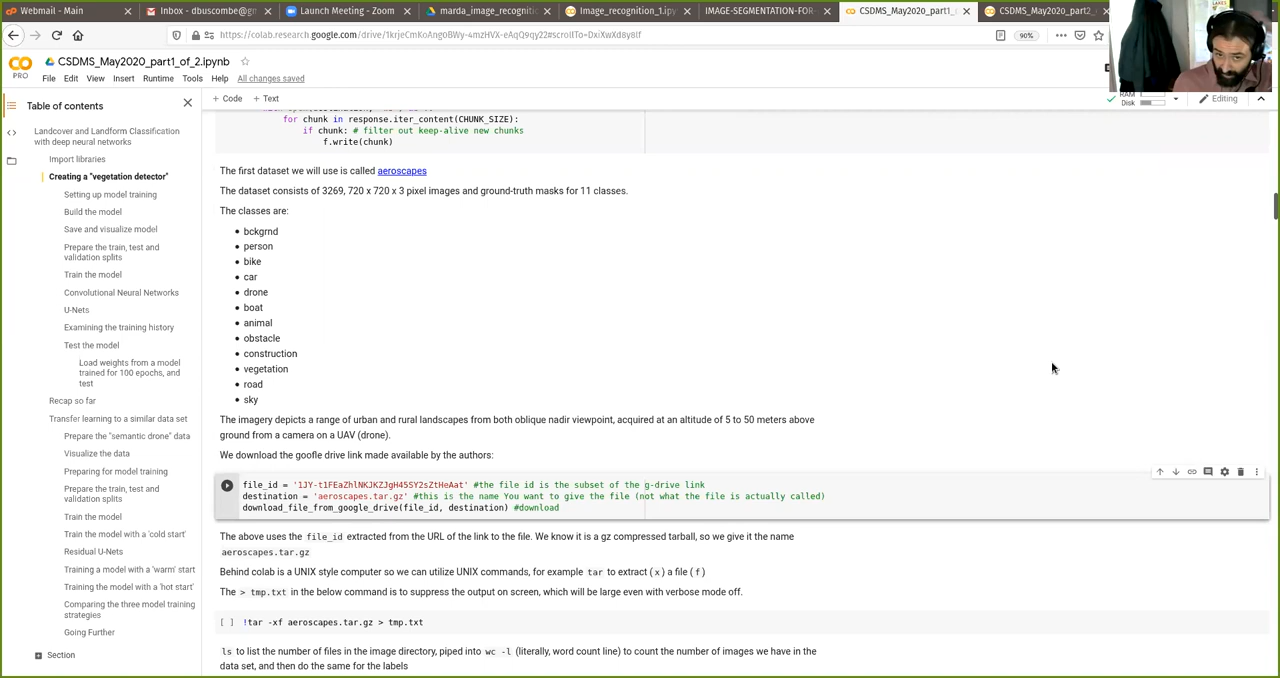 Webmail - Main
Inbox - dbuscombe@g
Launch Meeting - Zoom
marda_image_recognitic
Image_recognition_1.ipy
IMAGE-SEGMENTATION-FOR-
CSDMS_May2020_part1_
CSDMS_May2020_part2_
https://colab.research.google.com/drive/1krjeCmKoAng0BWy-4mzHVX-eAqQ9qy22#scrollTo=DxiXwXd8y8lf
90%
PRO
CSDMS_May2020_part1_of_2.ipynb
File Edit View Insert Runtime Tools Help All changes saved
Table of contents
+ Code + Text
RAM
Disk
Editing
Landcover and Landform Classification
with deep neural networks
Import libraries
Creating a "vegetation detector"
Setting up model training
Build the model
Save and visualize model
Prepare the train, test and
validation splits
Train the model
Convolutional Neural Networks
U-Nets
Examining the training history
Test the model
Load weights from a model
trained for 100 epochs, and
test
Recap so far
Transfer learning to a similar data set
Prepare the "semantic drone" data
Visualize the data
Preparing for model training
Prepare the train, test and
validation splits
Train the model
Train the model with a 'cold start'
Residual U-Nets
Training a model with a 'warm' start
Training the model with a 'hot start'
Comparing the three model training
strategies
Going Further
Section
for chunk in response.iter_content(CHUNK_SIZE):
if chunk: # filter out keep-alive new chunks
f.write(chunk)
The first dataset we will use is called aeroscapes
The dataset consists of 3269, 720 x 720 x 3 pixel images and ground-truth masks for 11 classes.
The classes are:
• bckgrnd
• person
• bike
• car
• drone
• boat
• animal
• obstacle
• construction
• vegetation
• road
• sky
The imagery depicts a range of urban and rural landscapes from both oblique nadir viewpoint, acquired at an altitude of 5 to 50 meters above
ground from a camera on a UAV (drone).
We download the goofle drive link made available by the authors:
file_id = '1JY-t1FEaZhlNKJKZJgH45SY2sZtHeAat' #the file id is the subset of the g-drive link
destination = 'aeroscapes.tar.gz' #this is the name You want to give the file (not what the file is actually called)
download_file_from_google_drive(file_id, destination) #download
The above uses the file_id extracted from the URL of the link to the file. We know it is a gz compressed tarball, so we give it the name
aeroscapes.tar.gz
Behind colab is a UNIX style computer so we can utilize UNIX commands, for example tar to extract (x) a file (f)
The > tmp.txt in the below command is to suppress the output on screen, which will be large even with verbose mode off.
[ ] !tar -xf aeroscapes.tar.gz > tmp.txt
ls to list the number of files in the image directory, piped into wc -l (literally, word count line) to count the number of images we have in the
data set, and then do the same for the labels